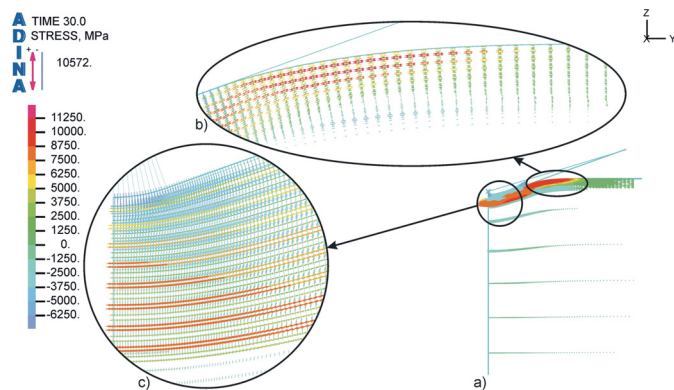 ADINA
TIME 30.0
STRESS, MPa
+ -
10572.
11250.
10000.
8750.
7500.
6250.
5000.
3750.
2500.
1250.
0.
-1250.
-2500.
-3750.
-5000.
-6250.
b)
c)
a)
Z
X Y